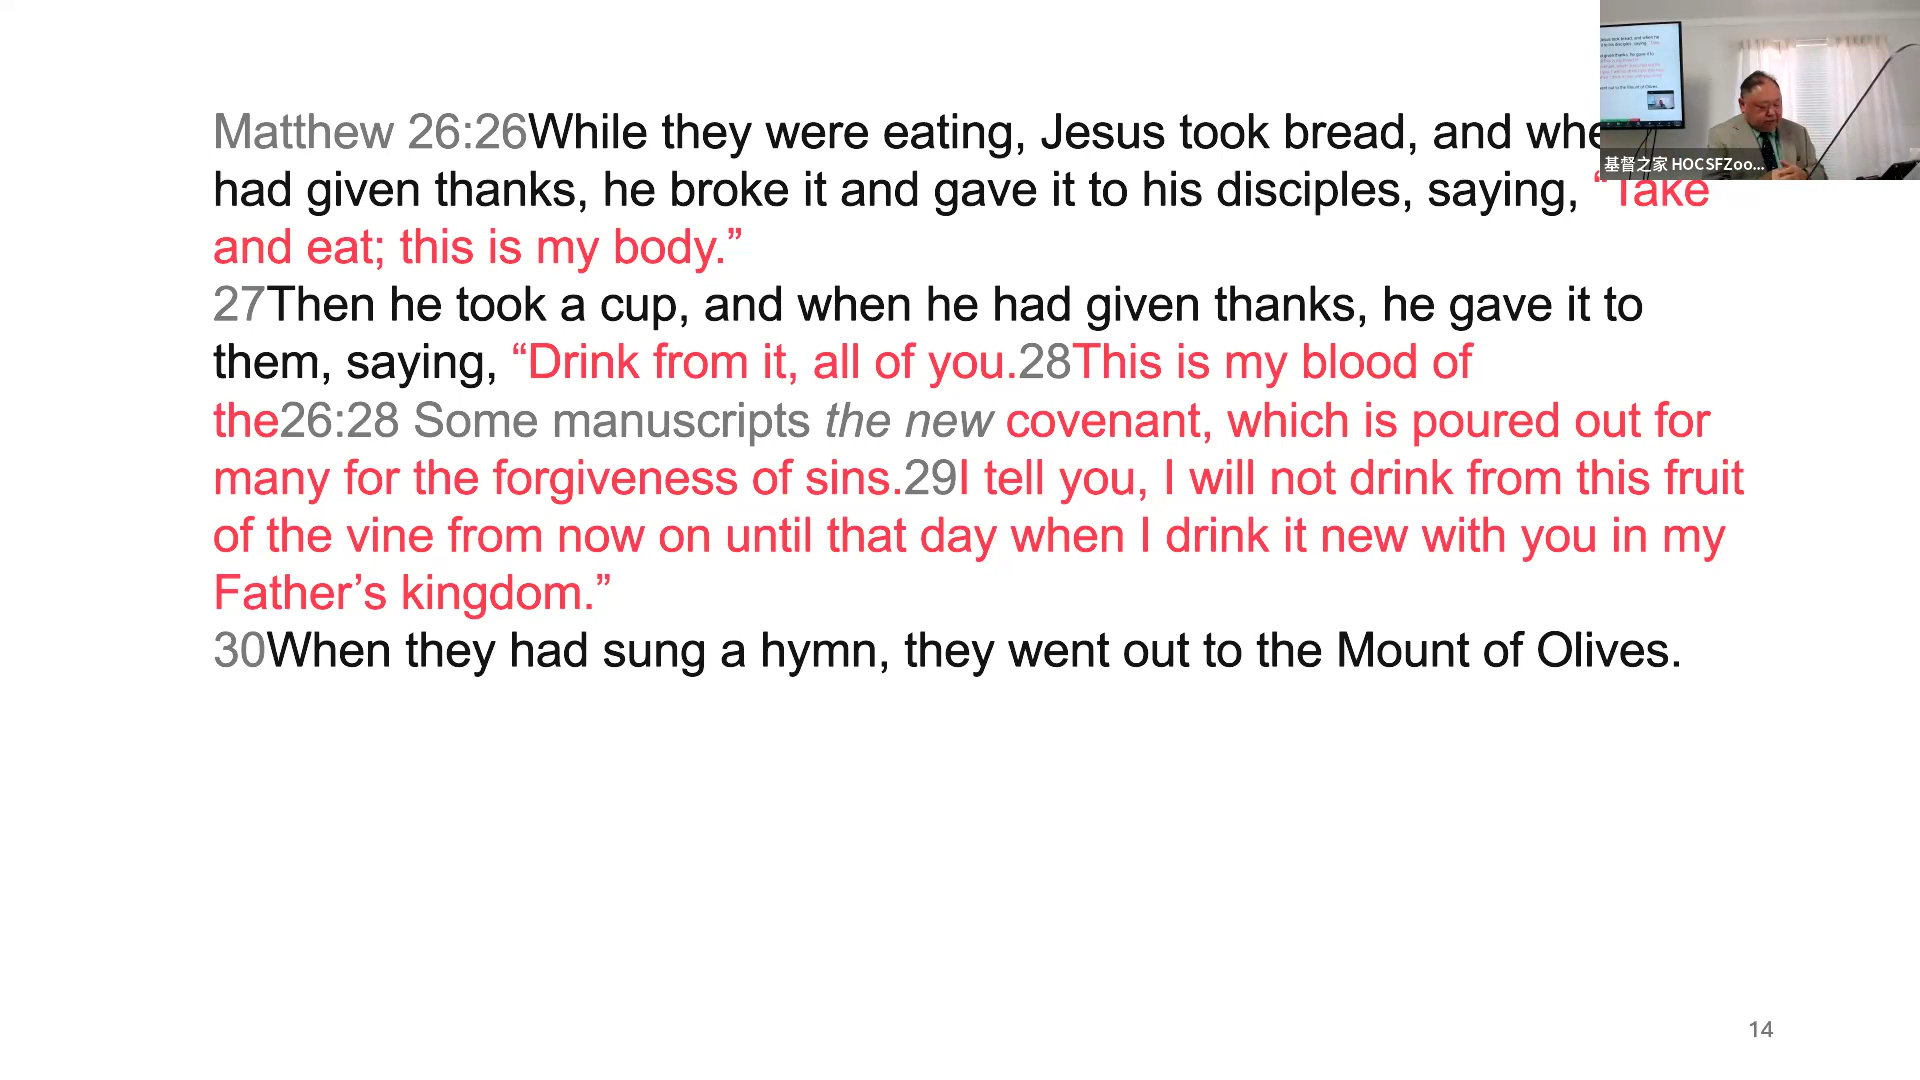 Matthew 26:26While they were eating, Jesus took bread, and whe
had given thanks, he broke it and gave it to his disciples, saying, “Take
and eat; this is my body.”
27Then he took a cup, and when he had given thanks, he gave it to
them, saying, “Drink from it, all of you.28This is my blood of
the26:28 Some manuscripts the new covenant, which is poured out for
many for the forgiveness of sins.29I tell you, I will not drink from this fruit
of the vine from now on until that day when I drink it new with you in my
Father’s kingdom.”
30When they had sung a hymn, they went out to the Mount of Olives.
基督之家 HOCSFZoo...
14